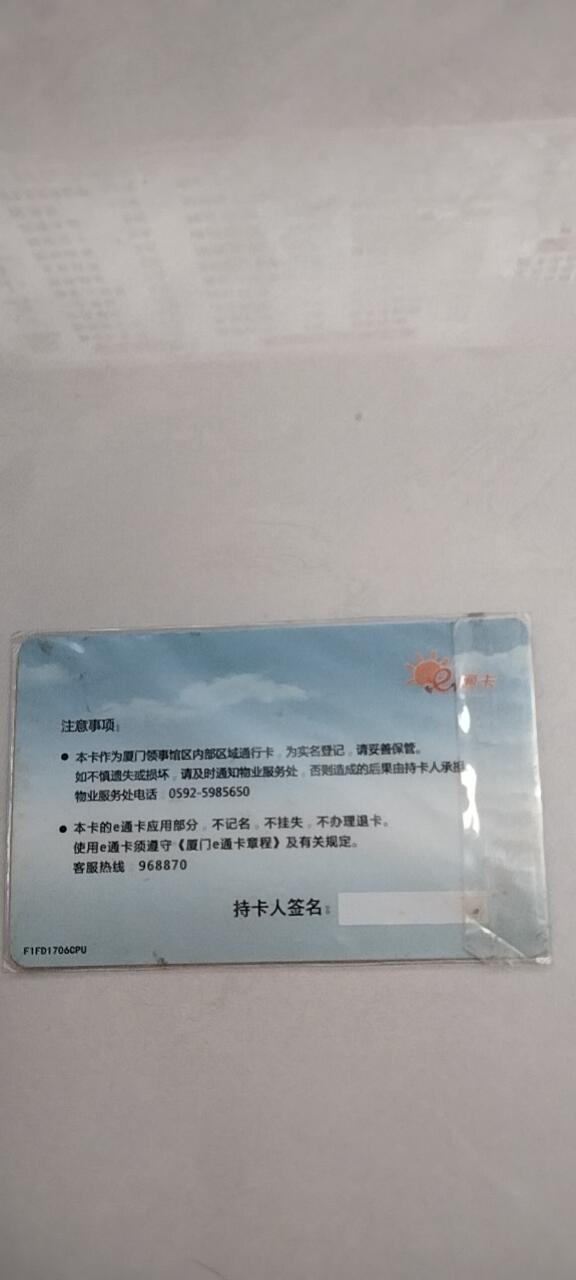 e通卡
注意事项:
● 本卡作为厦门领事馆区内部区域通行卡，为实名登记，请妥善保管。
如不慎遗失或损坏，请及时通知物业服务处，否则造成的后果由持卡人承担。
物业服务处电话：0592-5985650
● 本卡的e通卡应用部分，不记名，不挂失，不办理退卡。
使用e通卡须遵守《厦门e通卡章程》及有关规定。
客服热线：968870
持卡人签名:
F1FD1706CPU